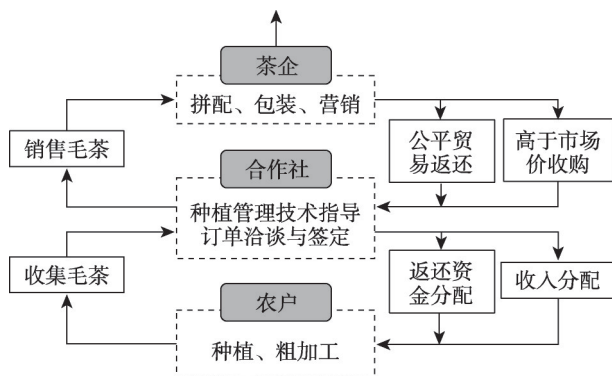 茶企
拼配、包装、营销
销售毛茶
公平贸
易返还
高于市场
价收购
合作社
种植管理技术指导
订单洽谈与签定
收集毛茶
返还资
金分配
收入分配
农户
种植、粗加工